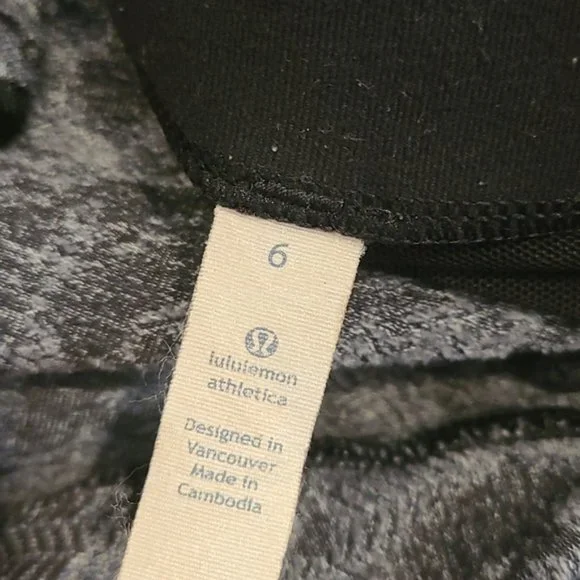 6
lululemon
athletica
Designed in
Vancouver
Made in
Cambodia